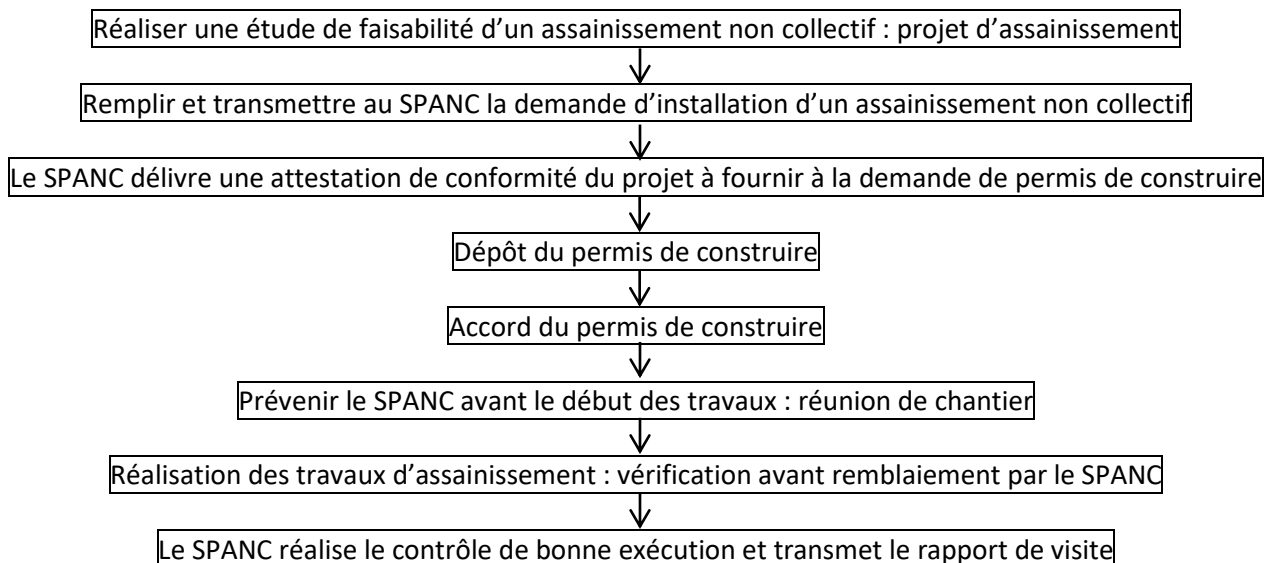 Réaliser une étude de faisabilité d’un assainissement non collectif : projet d’assainissement
Remplir et transmettre au SPANC la demande d’installation d’un assainissement non collectif
Le SPANC délivre une attestation de conformité du projet à fournir à la demande de permis de construire
Dépôt du permis de construire
Accord du permis de construire
Prévenir le SPANC avant le début des travaux : réunion de chantier
Réalisation des travaux d’assainissement : vérification avant remblaiement par le SPANC
Le SPANC réalise le contrôle de bonne exécution et transmet le rapport de visite